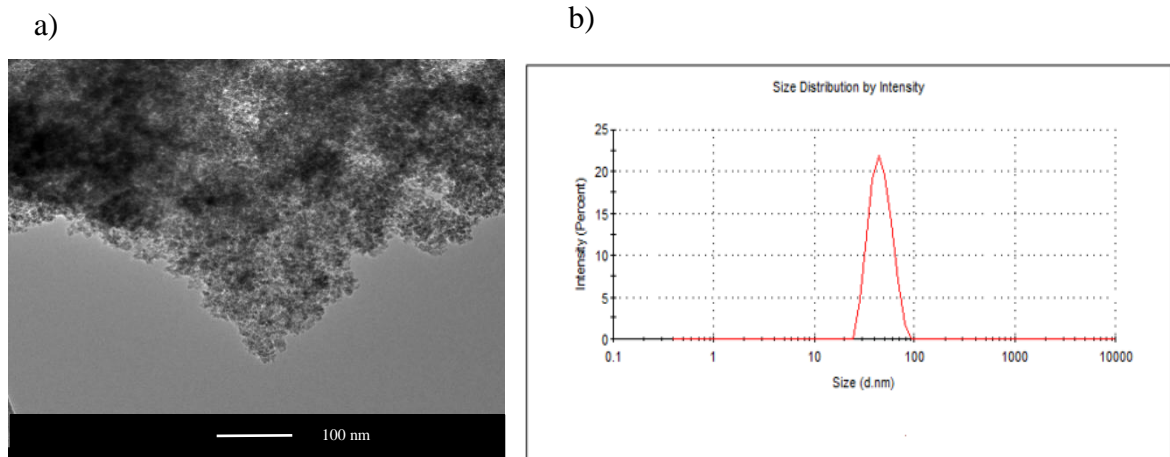 a)
100 nm
b)
Size Distribution by Intensity
Intensity (Percent)
25
20
15
10
5
0
0.1 1 10 100 1000 10000
Size (d.nm)